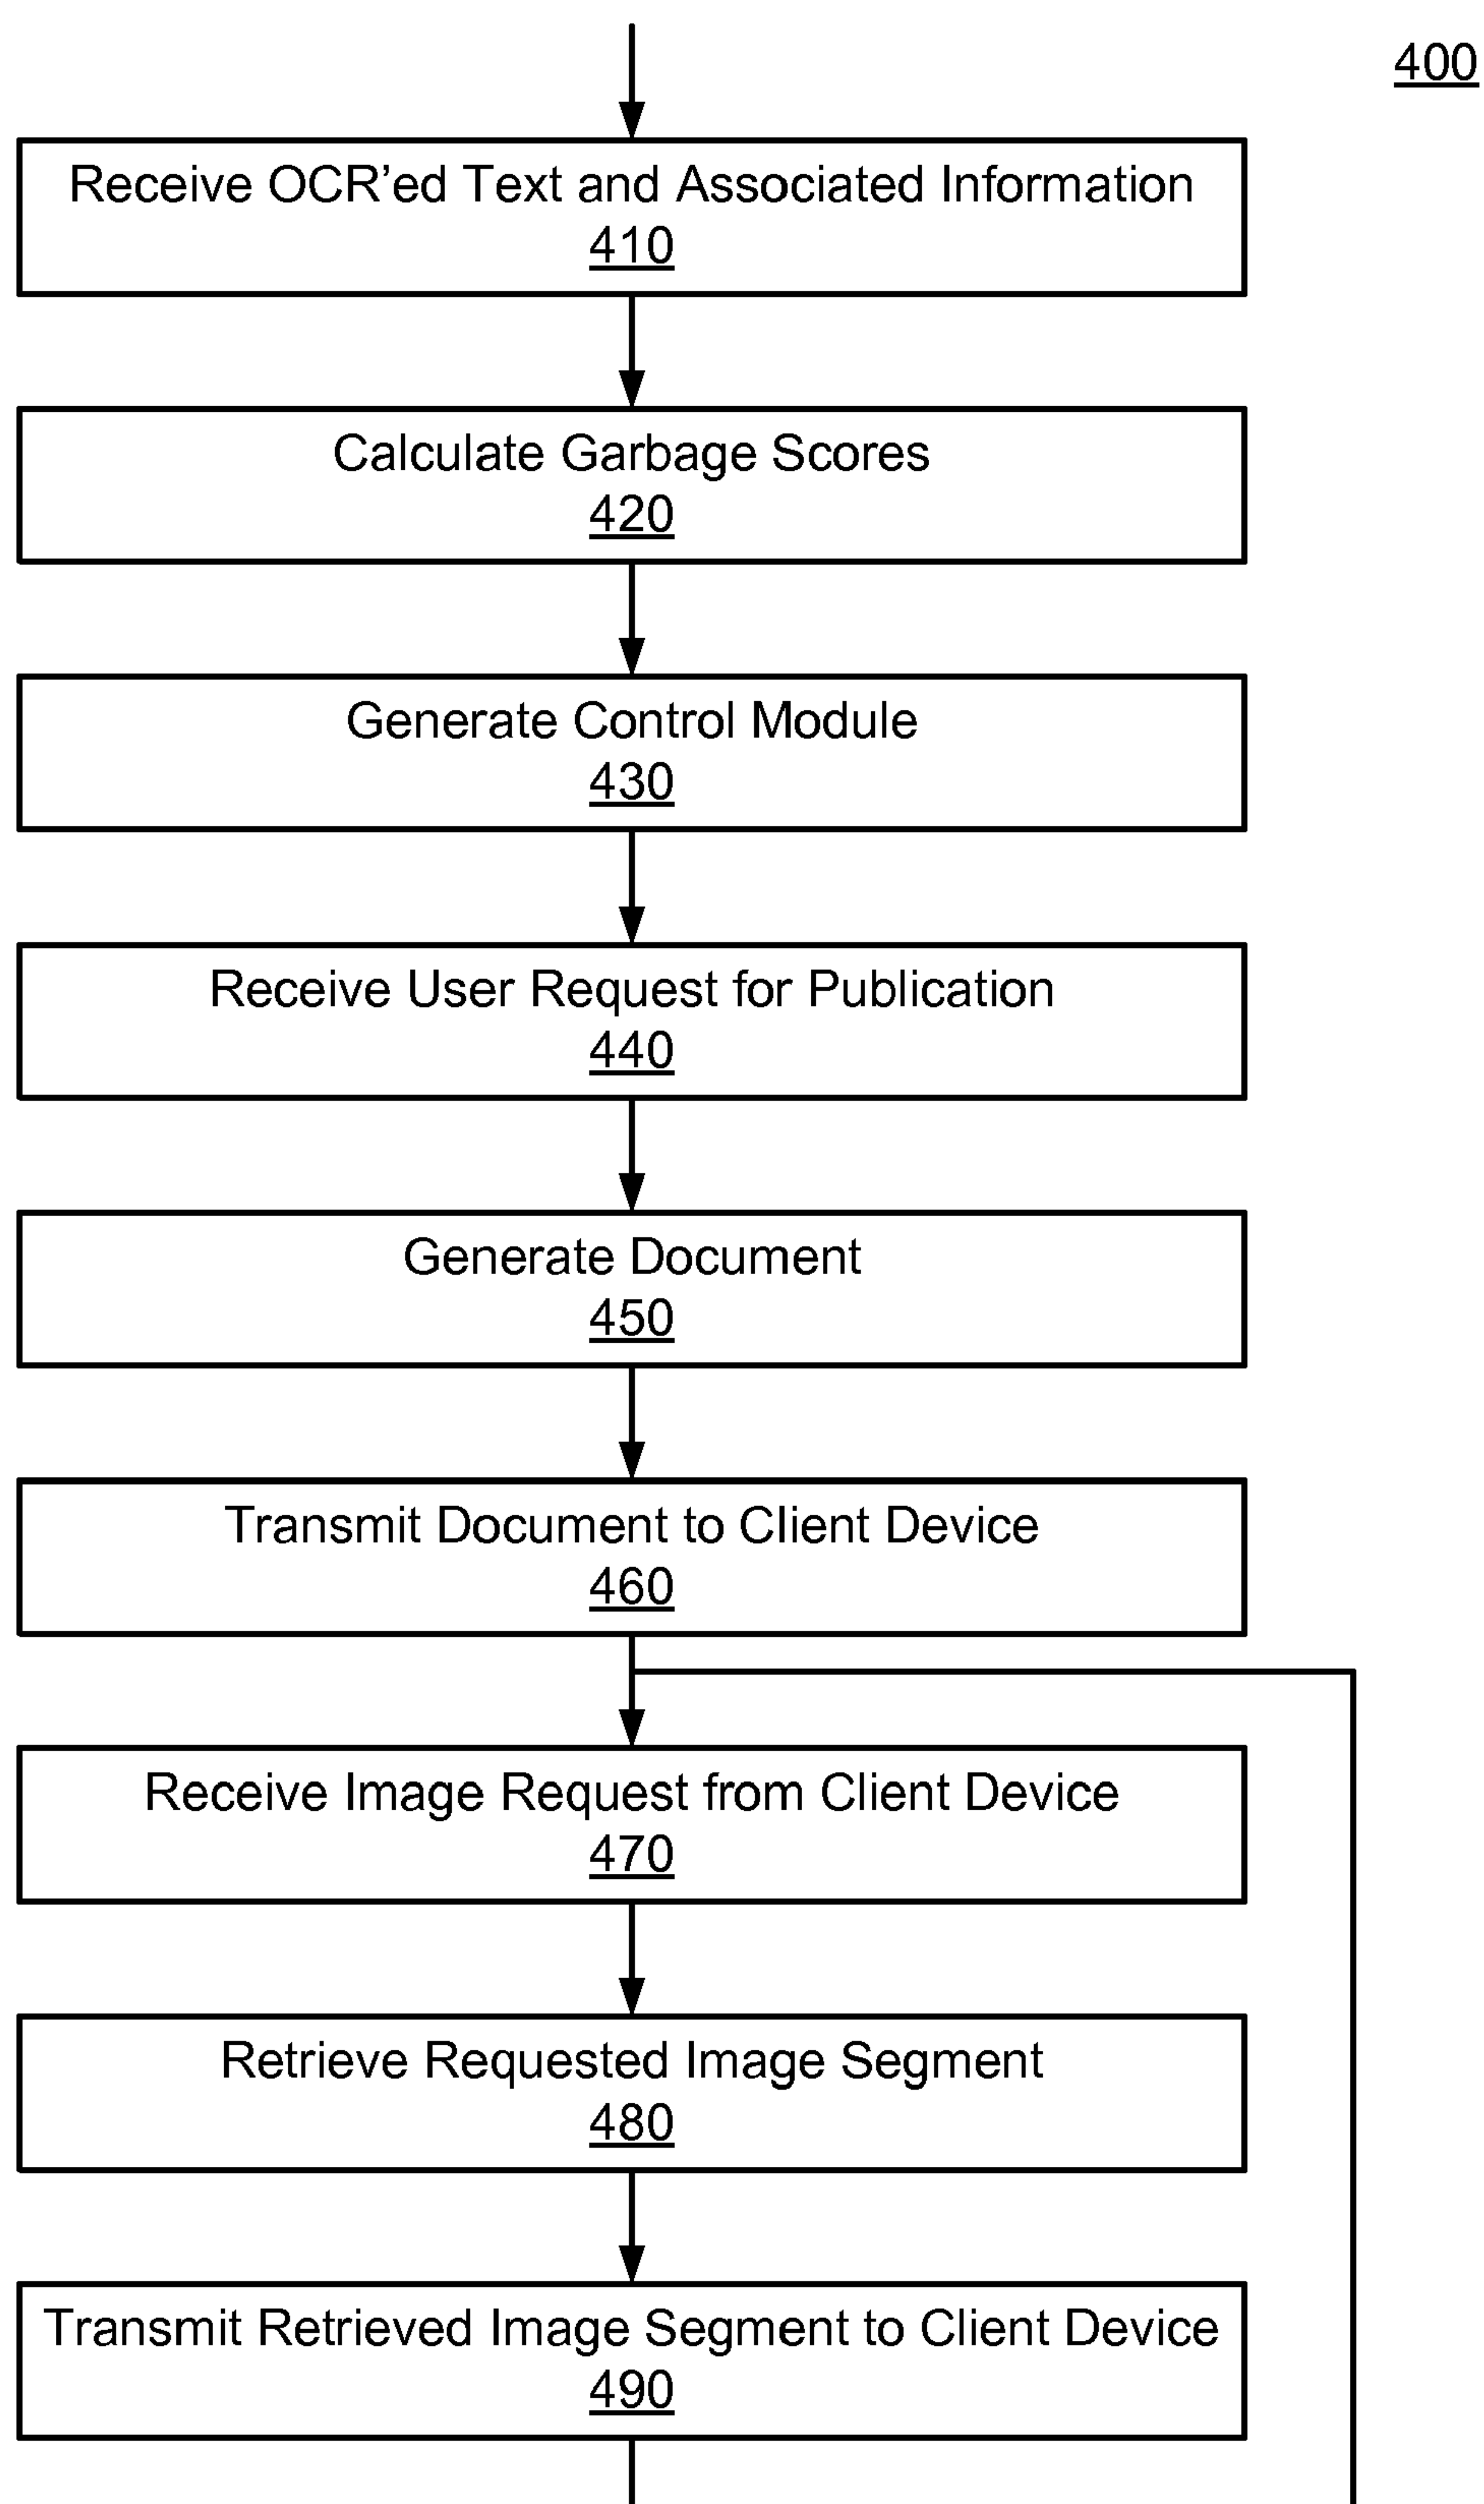 400
Receive OCR’ed Text and Associated Information
410
Calculate Garbage Scores
420
Generate Control Module
430
Receive User Request for Publication
440
Generate Document
450
Transmit Document to Client Device
460
Receive Image Request from Client Device
470
Retrieve Requested Image Segment
480
Transmit Retrieved Image Segment to Client Device
490